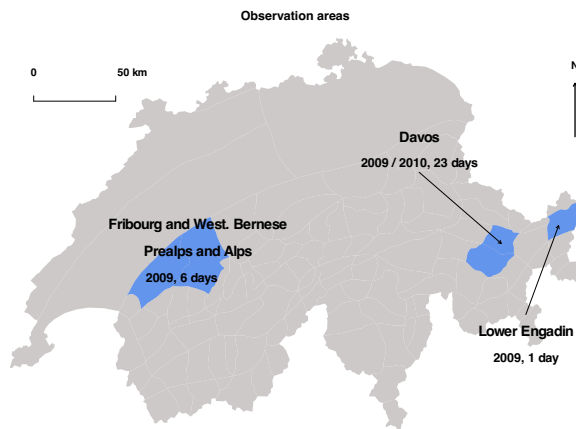 Observation areas
0 50 km
N
Davos
2009 / 2010, 23 days
Fribourg and West. Bernese
Prealps and Alps
2009, 6 days
Lower Engadin
2009, 1 day